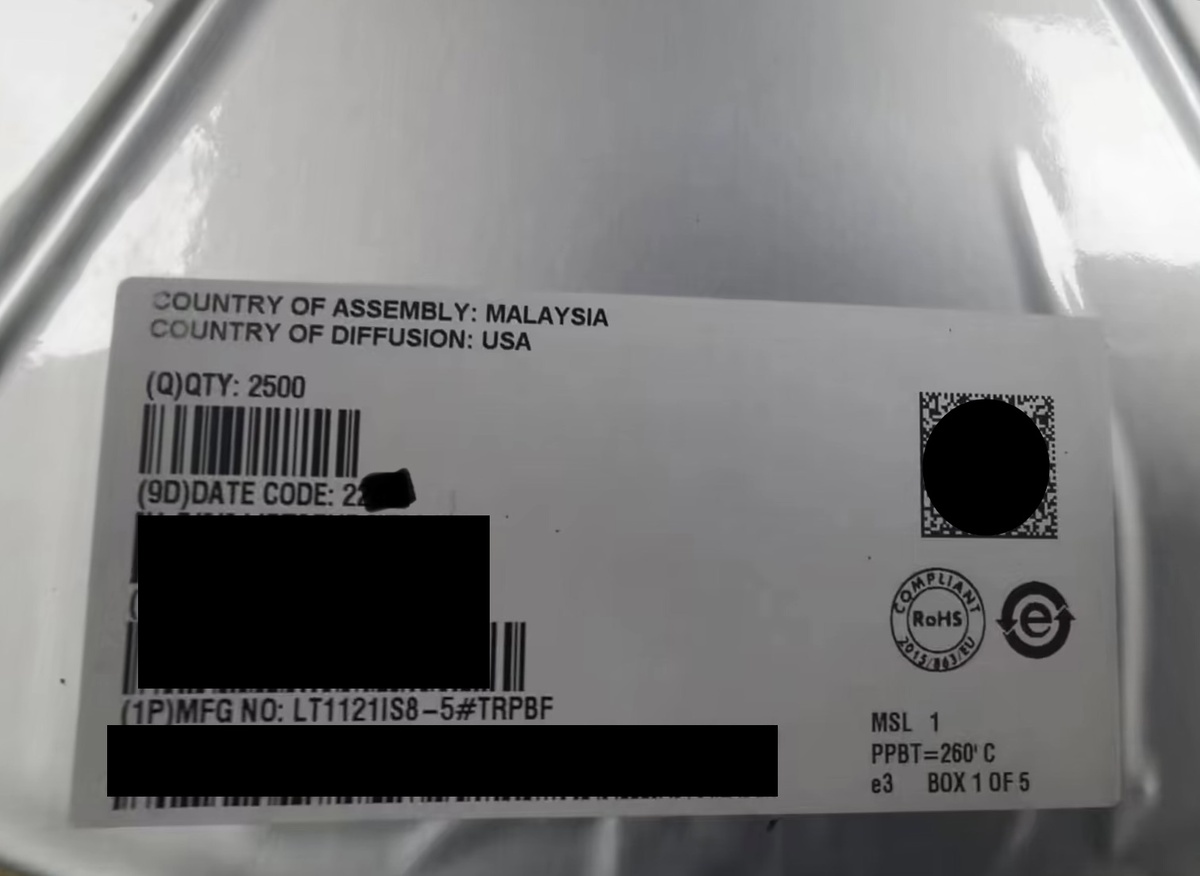 COUNTRY OF ASSEMBLY: MALAYSIA
COUNTRY OF DIFFUSION: USA
(Q)QTY: 2500
(9D)DATE CODE: 22
COMPLIANT
RoHS
2015/863/EU
e
(1P)MFG NO: LT1121IS8-5#TRPBF
MSL 1
PPBT=260' C
e3 BOX 1 OF 5